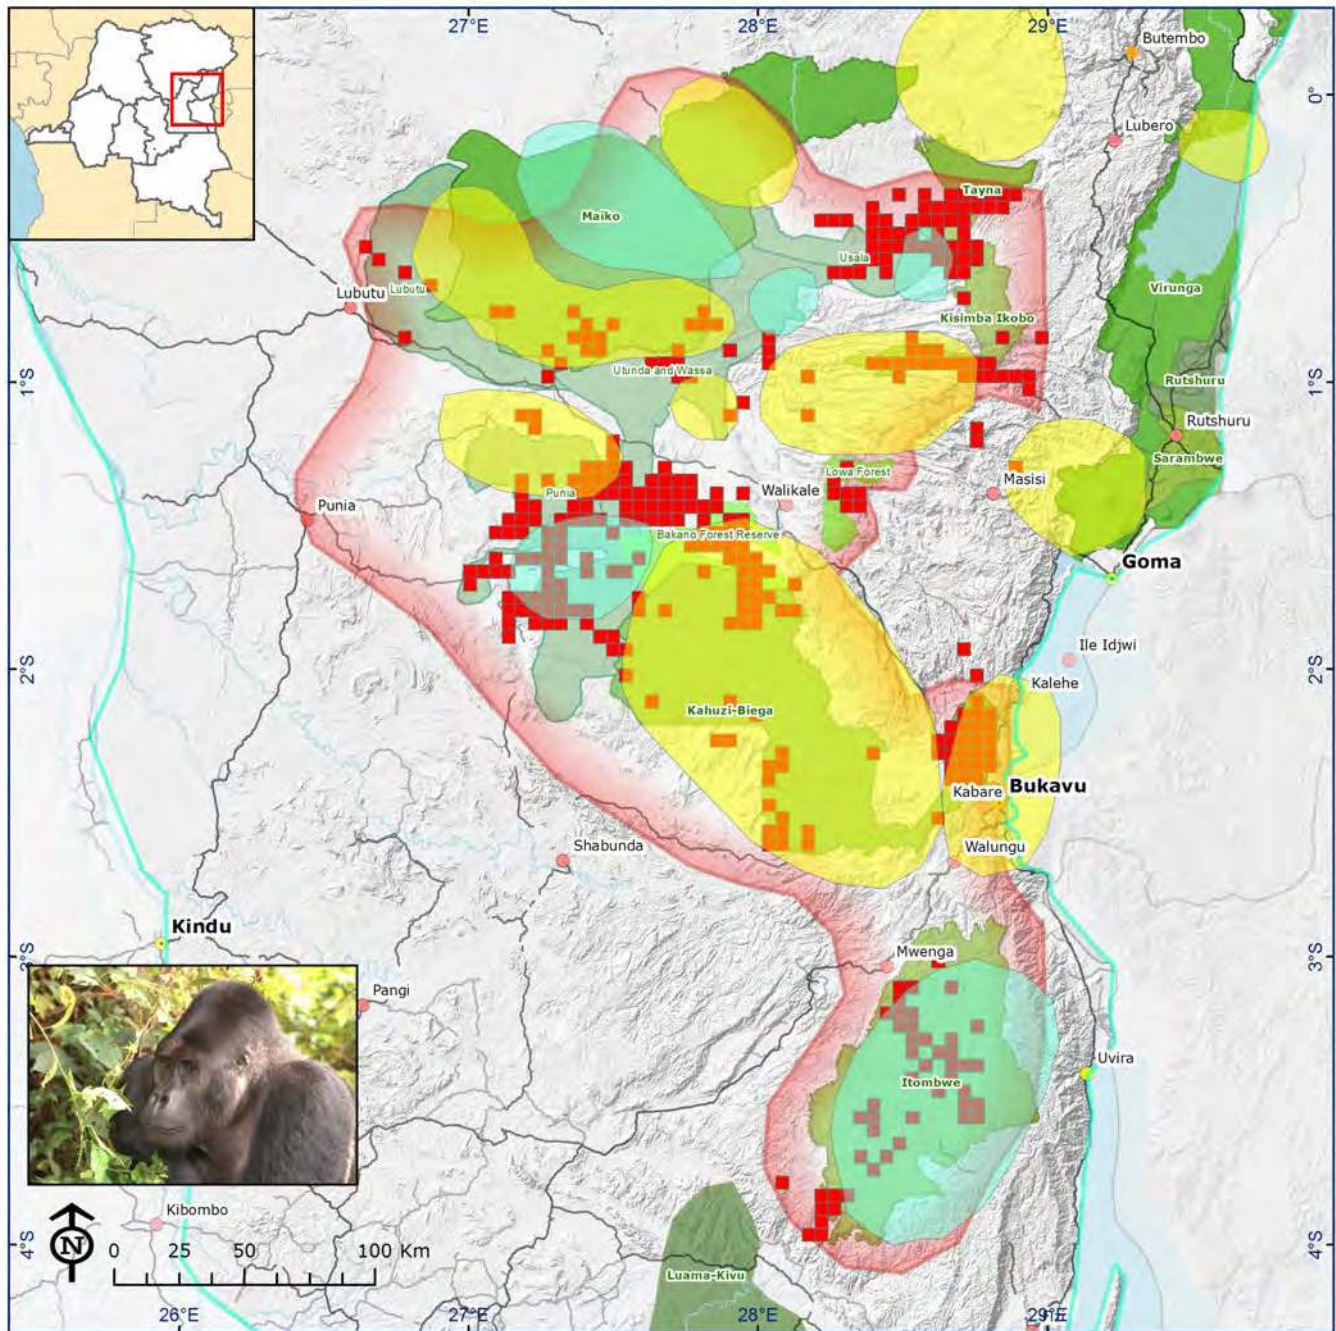 27°E
28°E
29°E
Butembo
0°
0°
Lubero
Tayna
Maiko
Usala
Virunga
Lubutu
Lubutu
Kisimba Ikobo
1°S
Utunda and Wassa
1°S
Rutshuru
Rutshuru
Sarambwe
Lowa Forest
Masisi
Punia
Walikale
Punia
Bakano Forest Reserve
Goma
Ile Idjwi
2°S
2°S
Kalehe
Kahuzi-Biega
Bukavu
Kabare
Shabunda
Walungu
Kindu
Mwenga
3°S
3°S
Pangi
Uvira
Itombwe
Kibombo
N
0 25 50 100 Km
4°S
4°S
Luama-Kivu
26°E
27°E
28°E
29°E